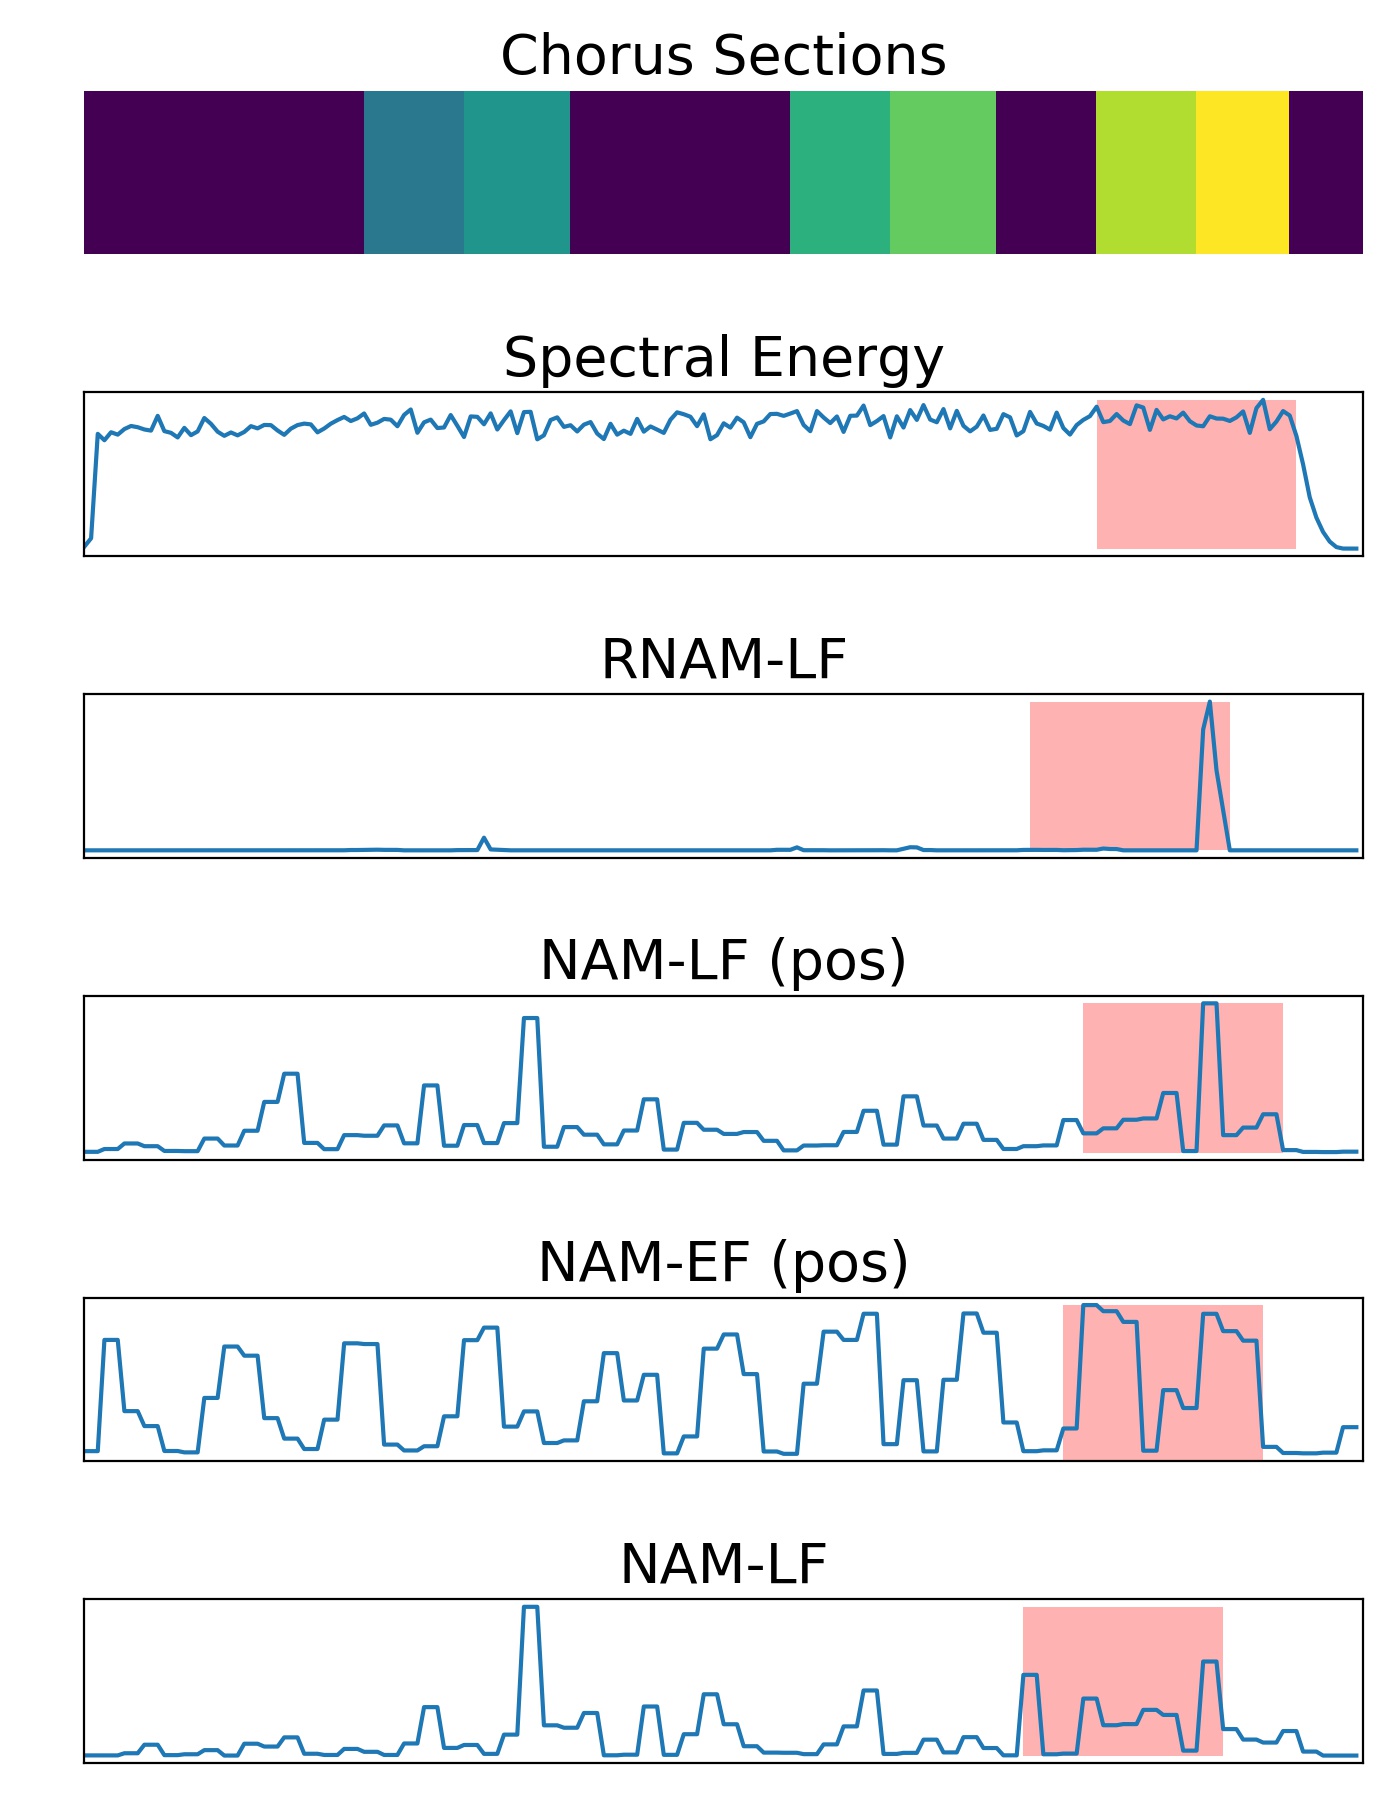 Chorus Sections
Spectral Energy
RNAM-LF
NAM-LF (pos)
NAM-EF (pos)
NAM-LF